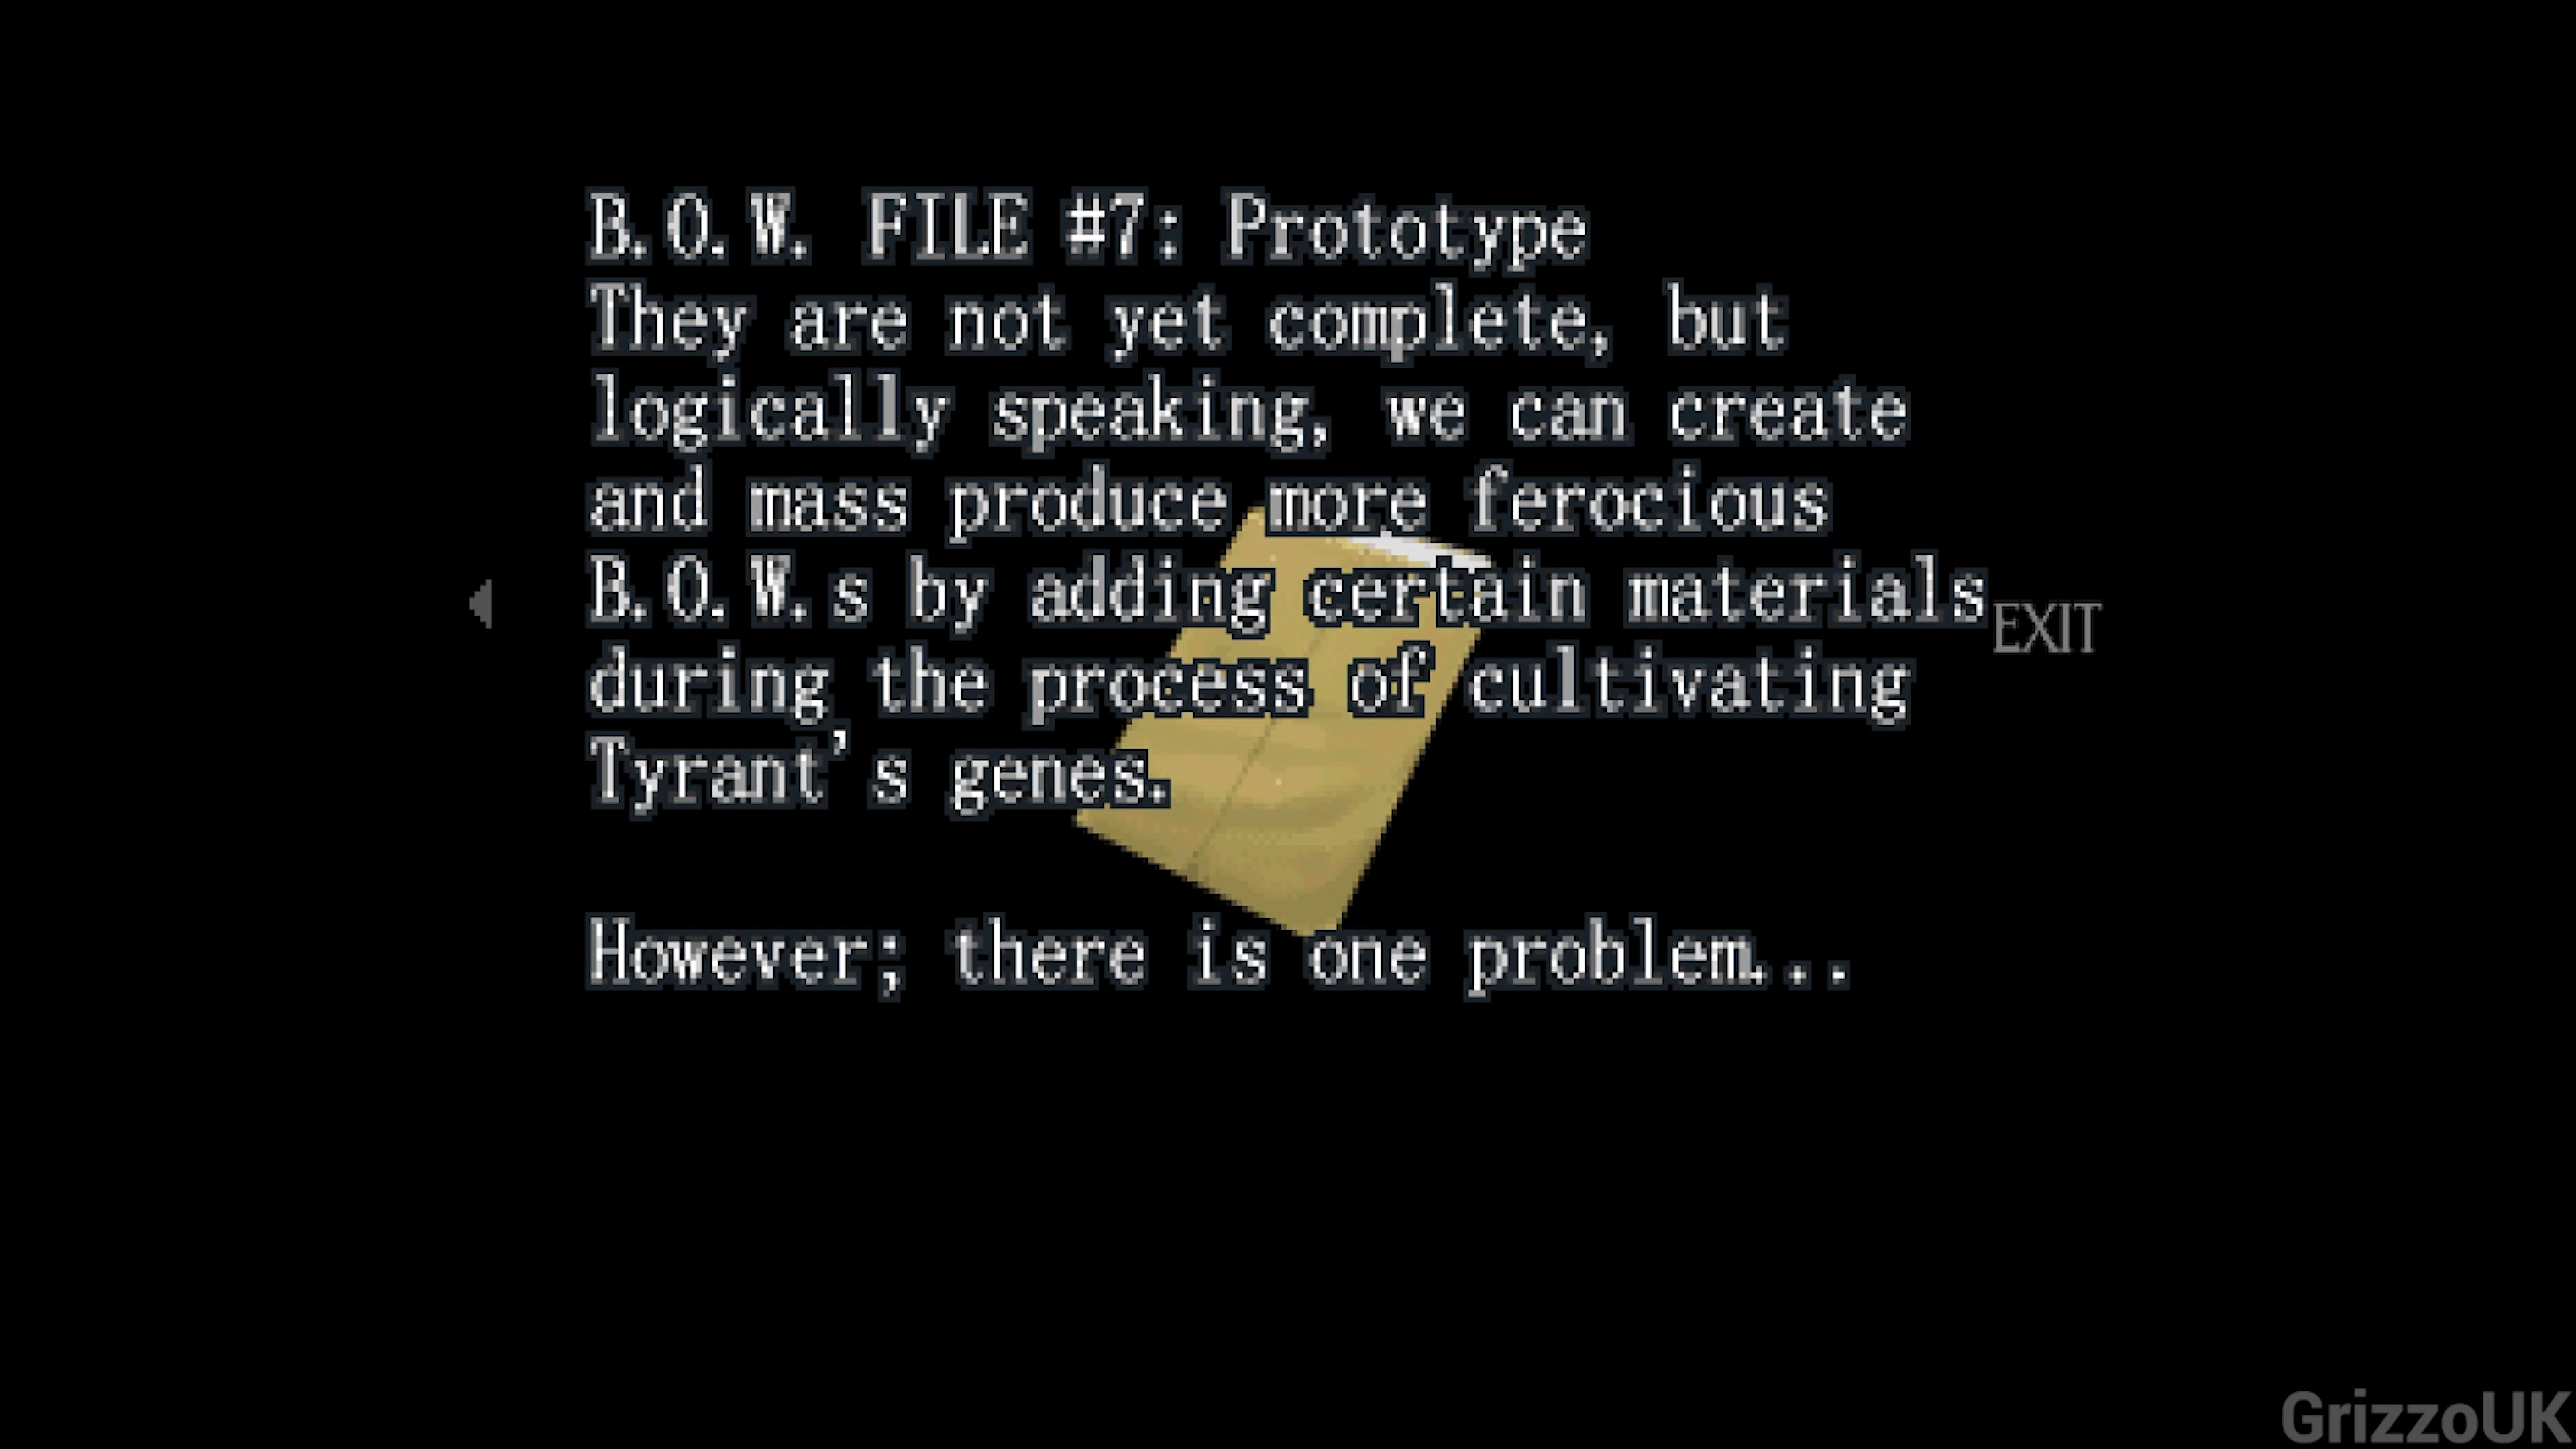 B.O.W. FILE #7: Prototype
They are not yet complete, but
logically speaking, we can create
and mass produce more ferocious
B.O.W.s by adding certain materials
EXIT
during the process of cultivating
Tyrant's genes.
However; there is one problem...
GrizzoUK